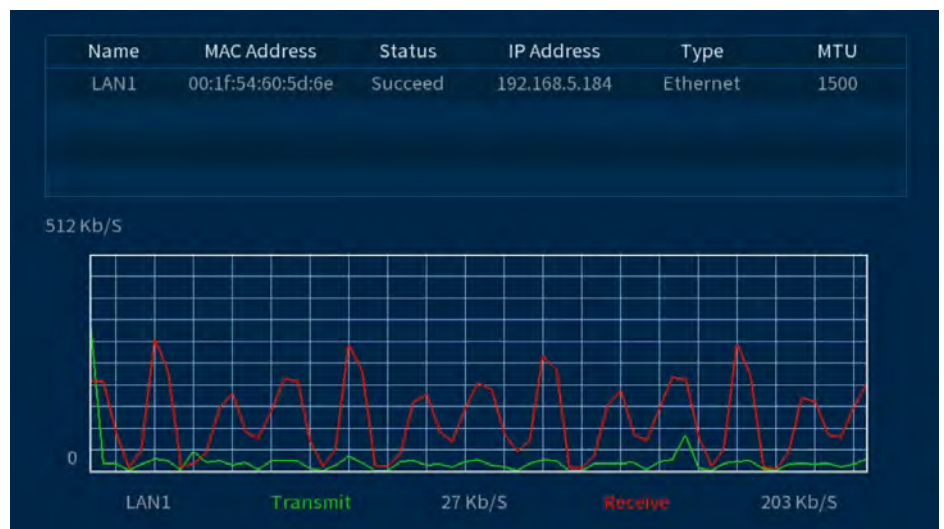 Name MAC Address Status IP Address Type MTU
LAN1 00:1f:54:60:5d:6e Succeed 192.168.5.184 Ethernet 1500
512 Kb/S
0
LAN1 Transmit 27 Kb/S Receive 203 Kb/S